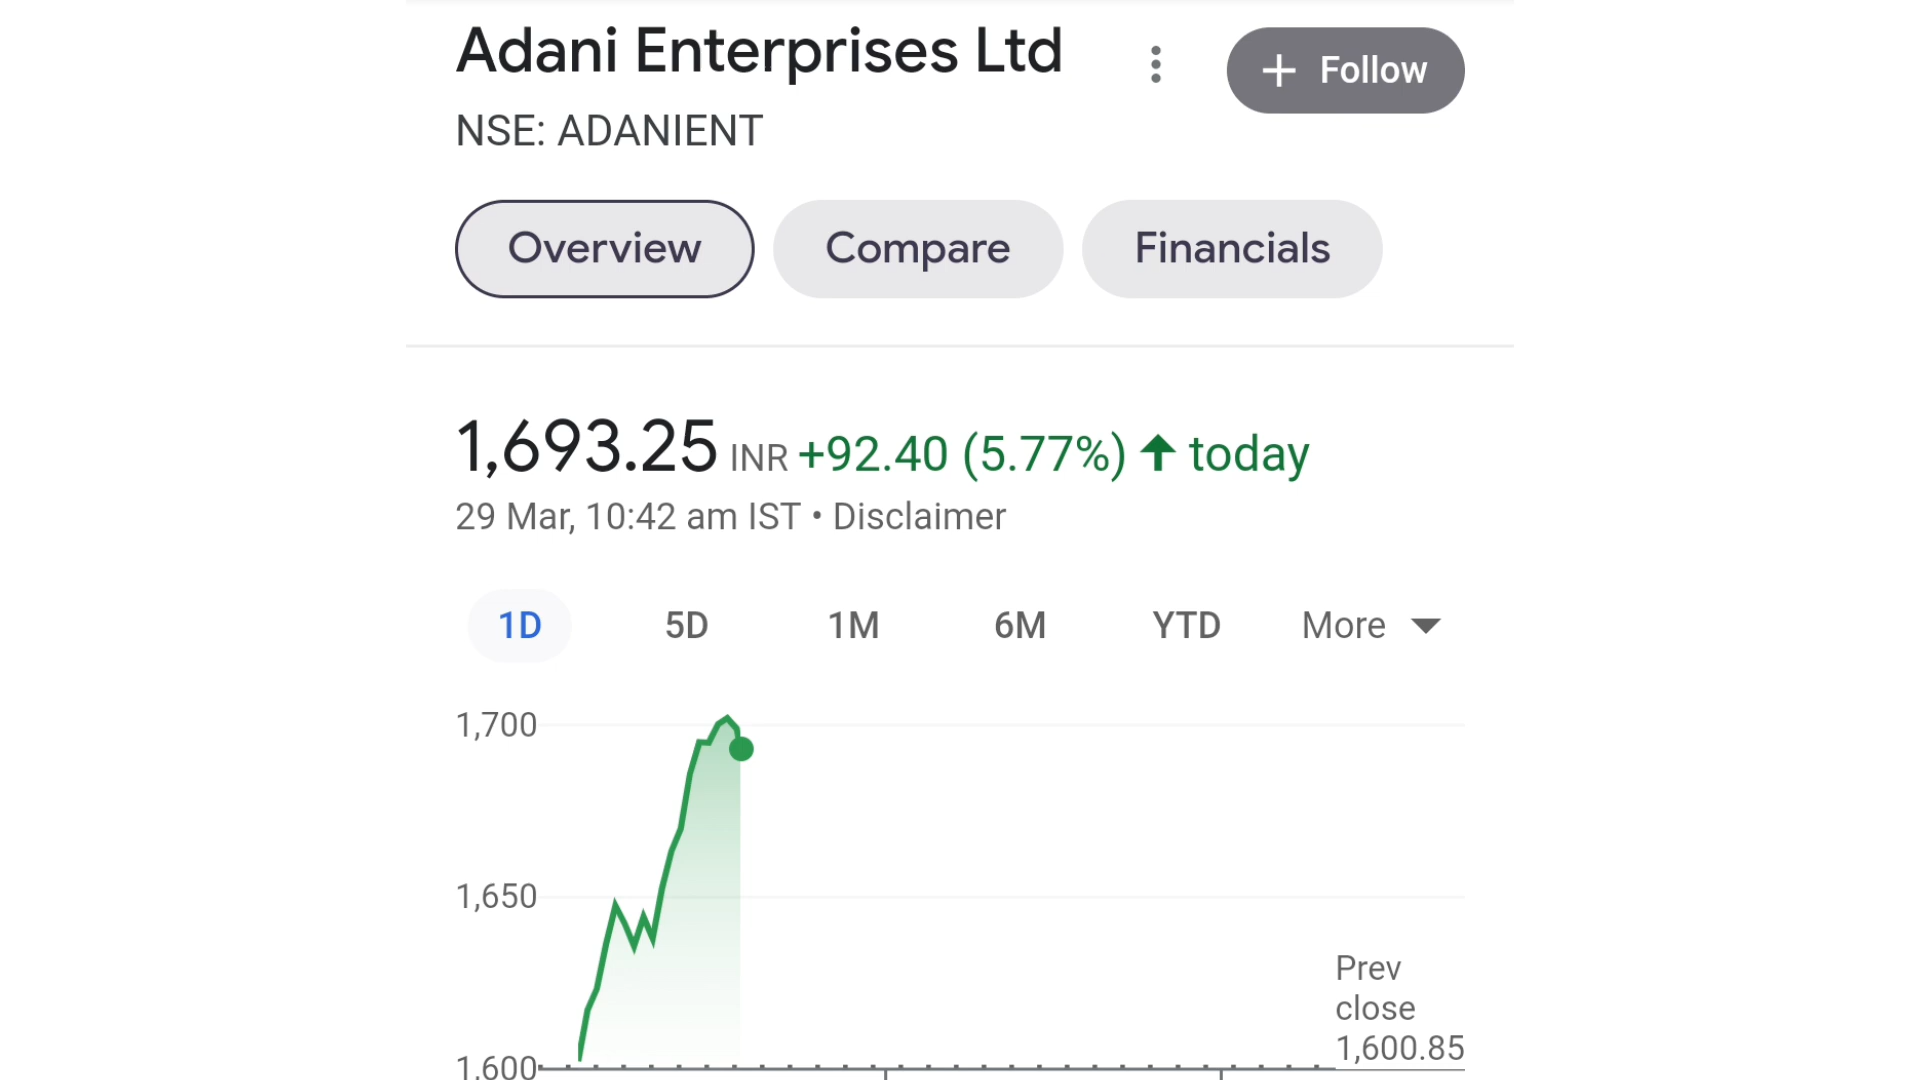 Adani Enterprises Ltd
+ Follow
NSE: ADANIENT
Overview Compare Financials
1,693.25 INR +92.40 (5.77%) ↑ today
29 Mar, 10:42 am IST • Disclaimer
1D 5D 1M 6M YTD More
1,700
1,650
Prev
close
1,600.85
1,600